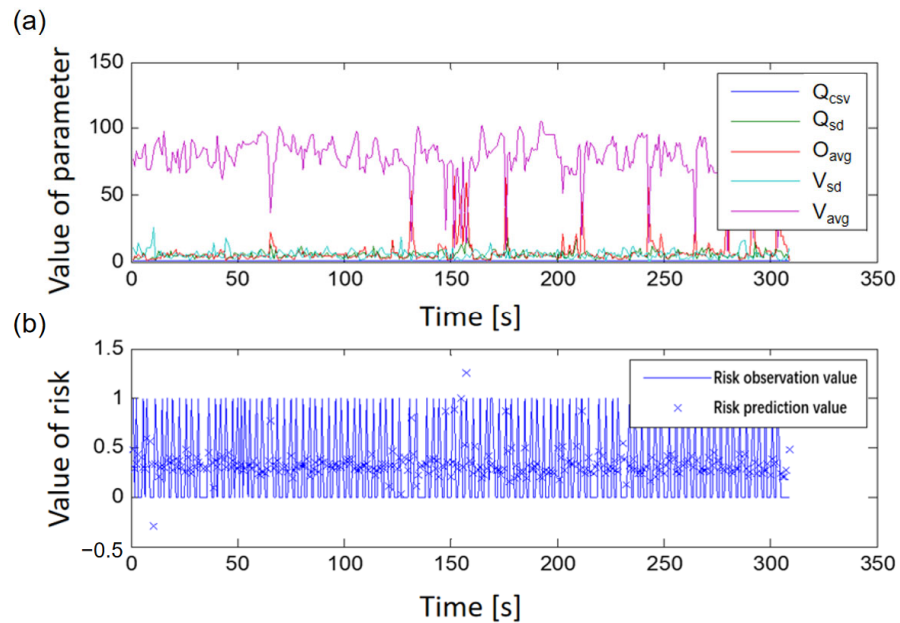 (a)
Value of parameter
150
100
50
0
Q_csv
Q_sd
O_avg
V_sd
V_avg
0 50 100 150 200 250 300 350
Time [s]
(b)
Value of risk
1.5
1
0.5
0
−0.5
Risk observation value
Risk prediction value
0 50 100 150 200 250 300 350
Time [s]